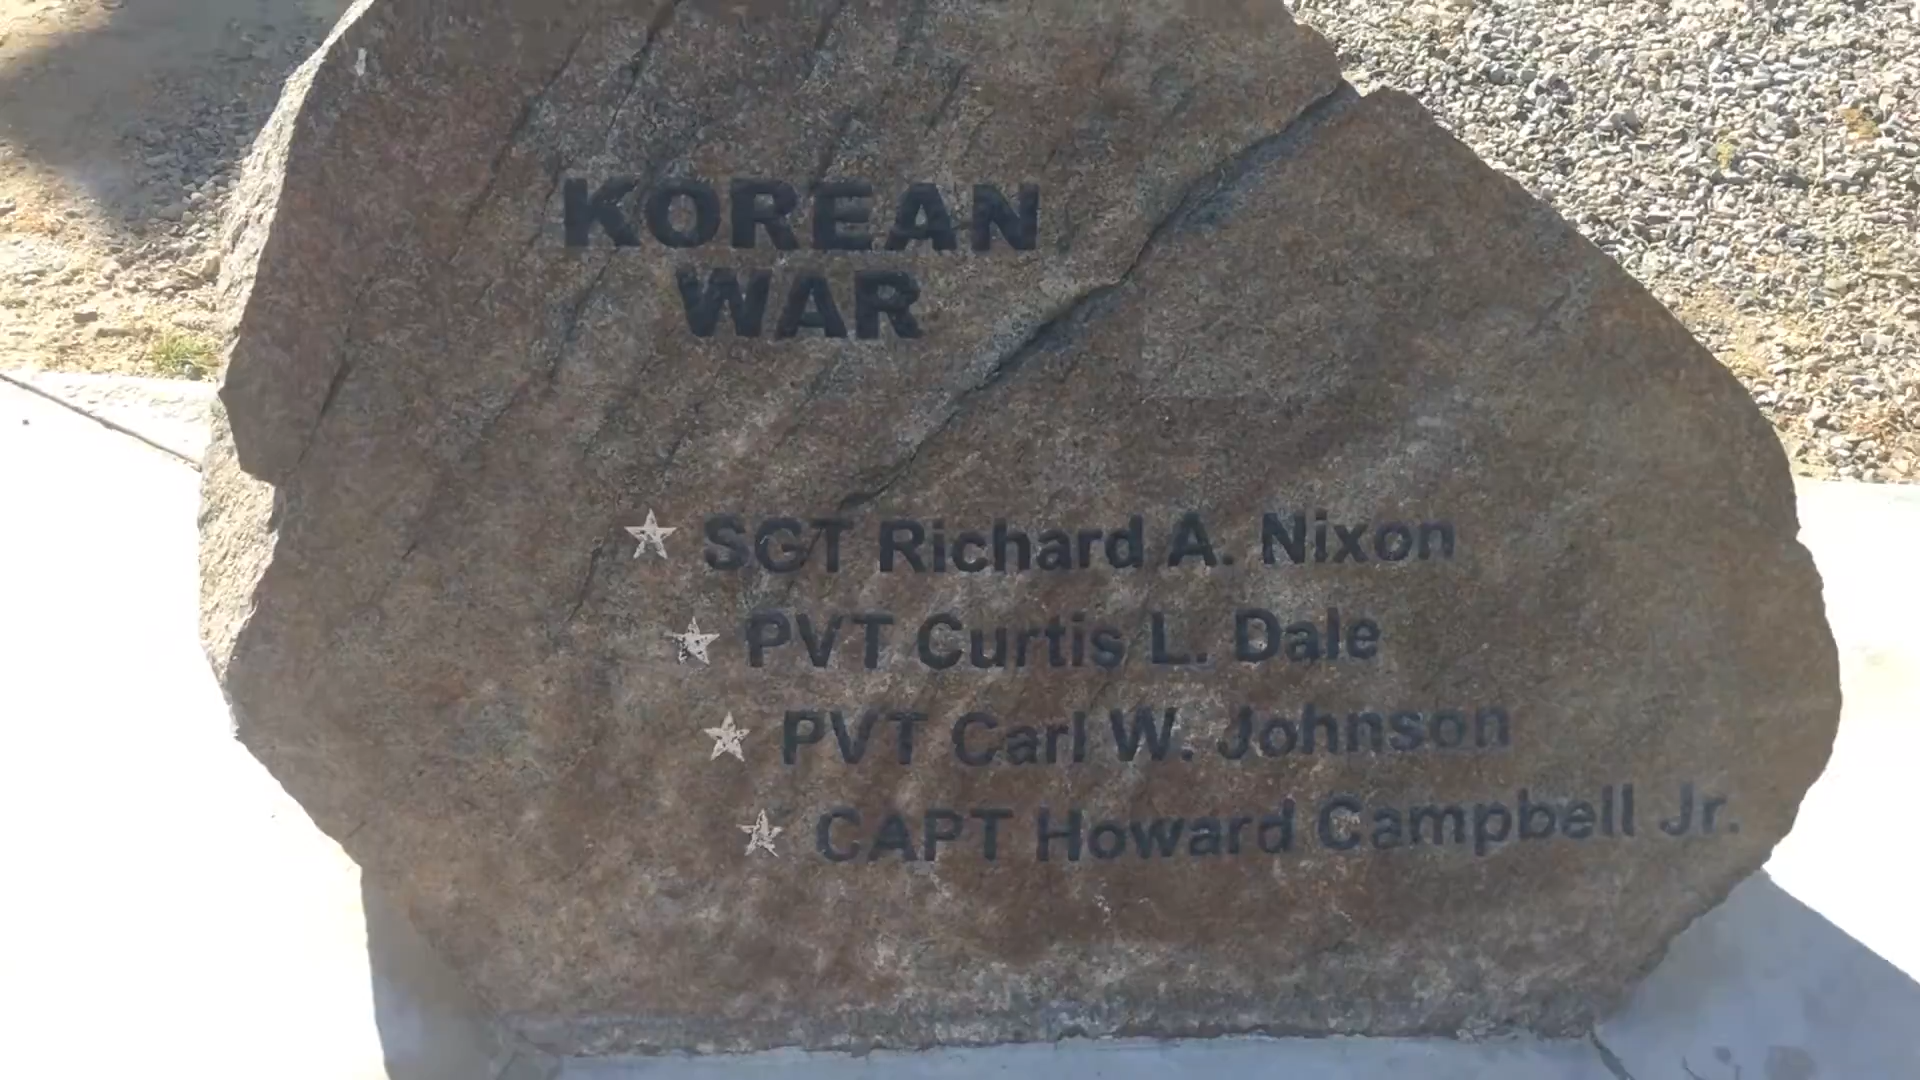 KOREAN
WAR
SGT Richard A. Nixon
PVT Curtis L. Dale
PVT Carl W. Johnson
CAPT Howard Campbell Jr.